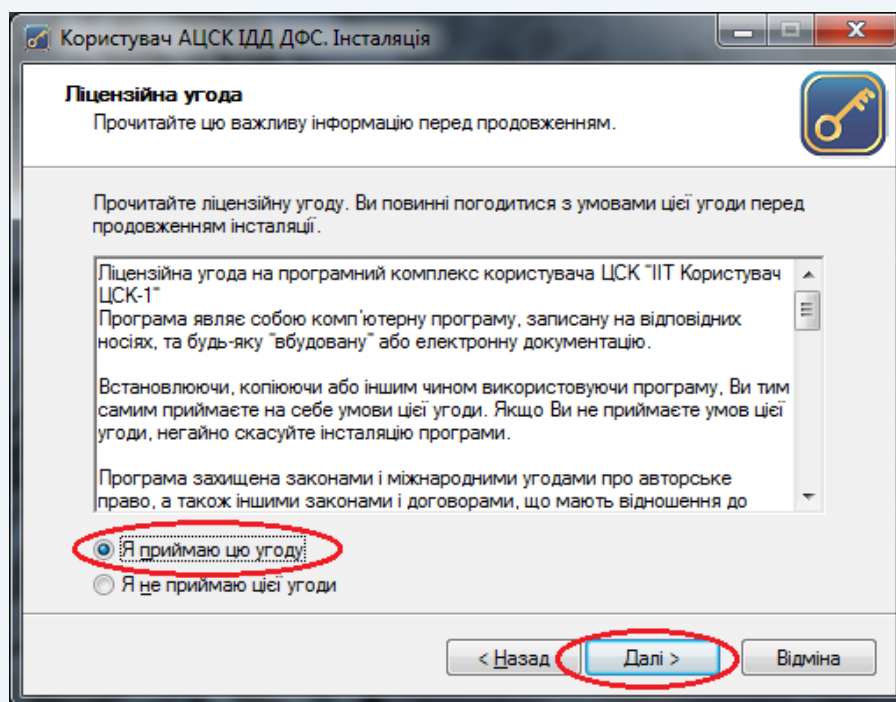 Користувач АЦСК ІДД ДФС. Інсталяція
Ліцензійна угода
Прочитайте цю важливу інформацію перед продовженням.
Прочитайте ліцензійну угоду. Ви повинні погодитися з умовами цієї угоди перед
продовженням інсталяції.
Ліцензійна угода на програмний комплекс користувача ЦСК "ІІТ Користувач
ЦСК-1"
Програма являє собою комп'ютерну програму, записану на відповідних
носіях, та будь-яку "вбудовану" або електронну документацію.
Встановлюючи, копіюючи або іншим чином використовуючи програму, Ви тим
самим приймаєте на себе умови цієї угоди. Якщо Ви не приймаєте умов цієї
угоди, негайно скасуйте інсталяцію програми.
Програма захищена законами і міжнародними угодами про авторське
право, а також іншими законами і договорами, що мають відношення до
Я приймаю цю угоду
Я не приймаю цієї угоди
< Назад
Далі >
Відміна